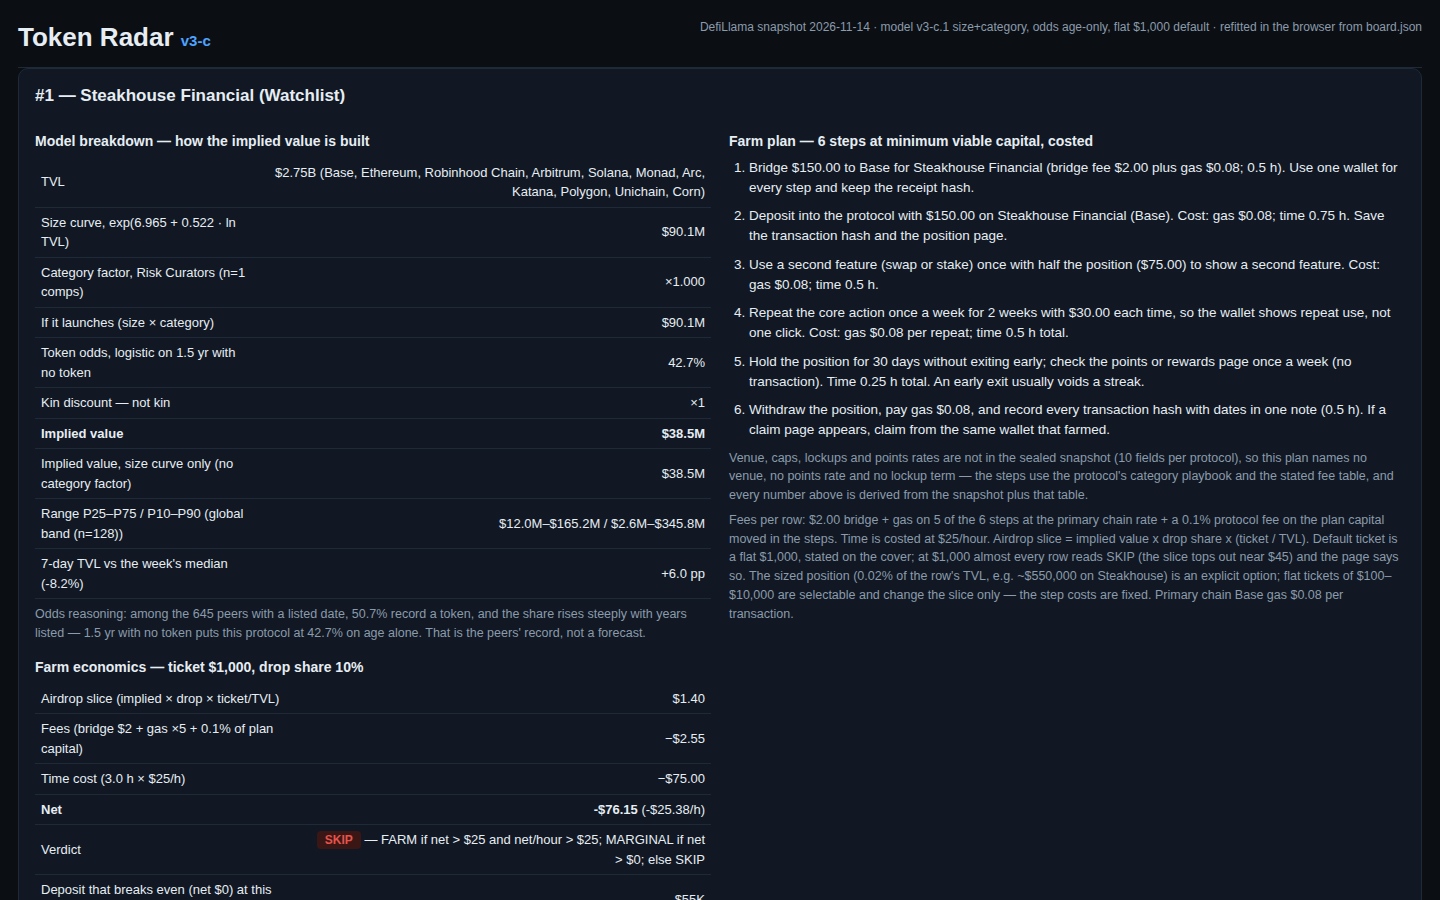 Token Radar v3-c
DefiLlama snapshot 2026-11-14 · model v3-c.1 size+category, odds age-only, flat $1,000 default · refitted in the browser from board.json
#1 — Steakhouse Financial (Watchlist)
Model breakdown — how the implied value is built
TVL
$2.75B (Base, Ethereum, Robinhood Chain, Arbitrum, Solana, Monad, Arc,
Katana, Polygon, Unichain, Corn)
Size curve, exp(6.965 + 0.522 · ln
TVL)
$90.1M
Category factor, Risk Curators (n=1
comps)
×1.000
If it launches (size × category)
$90.1M
Token odds, logistic on 1.5 yr with
no token
42.7%
Kin discount — not kin
×1
Implied value
$38.5M
Implied value, size curve only (no
category factor)
$38.5M
Range P25–P75 / P10–P90 (global
band (n=128))
$12.0M–$165.2M / $2.6M–$345.8M
7-day TVL vs the week's median
(-8.2%)
+6.0 pp
Odds reasoning: among the 645 peers with a listed date, 50.7% record a token, and the share rises steeply with years
listed — 1.5 yr with no token puts this protocol at 42.7% on age alone. That is the peers' record, not a forecast.
Farm economics — ticket $1,000, drop share 10%
Airdrop slice (implied × drop × ticket/TVL)
$1.40
Fees (bridge $2 + gas ×5 + 0.1% of plan
capital)
−$2.55
Time cost (3.0 h × $25/h)
−$75.00
Net
-$76.15 (-$25.38/h)
Verdict
SKIP — FARM if net > $25 and net/hour > $25; MARGINAL if net
> $0; else SKIP
Deposit that breaks even (net $0) at this
$55K
Farm plan — 6 steps at minimum viable capital, costed
1. Bridge $150.00 to Base for Steakhouse Financial (bridge fee $2.00 plus gas $0.08; 0.5 h). Use one wallet for
every step and keep the receipt hash.
2. Deposit into the protocol with $150.00 on Steakhouse Financial (Base). Cost: gas $0.08; time 0.75 h. Save
the transaction hash and the position page.
3. Use a second feature (swap or stake) once with half the position ($75.00) to show a second feature. Cost:
gas $0.08; time 0.5 h.
4. Repeat the core action once a week for 2 weeks with $30.00 each time, so the wallet shows repeat use, not
one click. Cost: gas $0.08 per repeat; time 0.5 h total.
5. Hold the position for 30 days without exiting early; check the points or rewards page once a week (no
transaction). Time 0.25 h total. An early exit usually voids a streak.
6. Withdraw the position, pay gas $0.08, and record every transaction hash with dates in one note (0.5 h). If a
claim page appears, claim from the same wallet that farmed.
Venue, caps, lockups and points rates are not in the sealed snapshot (10 fields per protocol), so this plan names no
venue, no points rate and no lockup term — the steps use the protocol's category playbook and the stated fee table, and
every number above is derived from the snapshot plus that table.
Fees per row: $2.00 bridge + gas on 5 of the 6 steps at the primary chain rate + a 0.1% protocol fee on the plan capital
moved in the steps. Time is costed at $25/hour. Airdrop slice = implied value x drop share x (ticket / TVL). Default ticket is
a flat $1,000, stated on the cover; at $1,000 almost every row reads SKIP (the slice tops out near $45) and the page says
so. The sized position (0.02% of the row's TVL, e.g. ~$550,000 on Steakhouse) is an explicit option; flat tickets of $100–
$10,000 are selectable and change the slice only — the step costs are fixed. Primary chain Base gas $0.08 per
transaction.